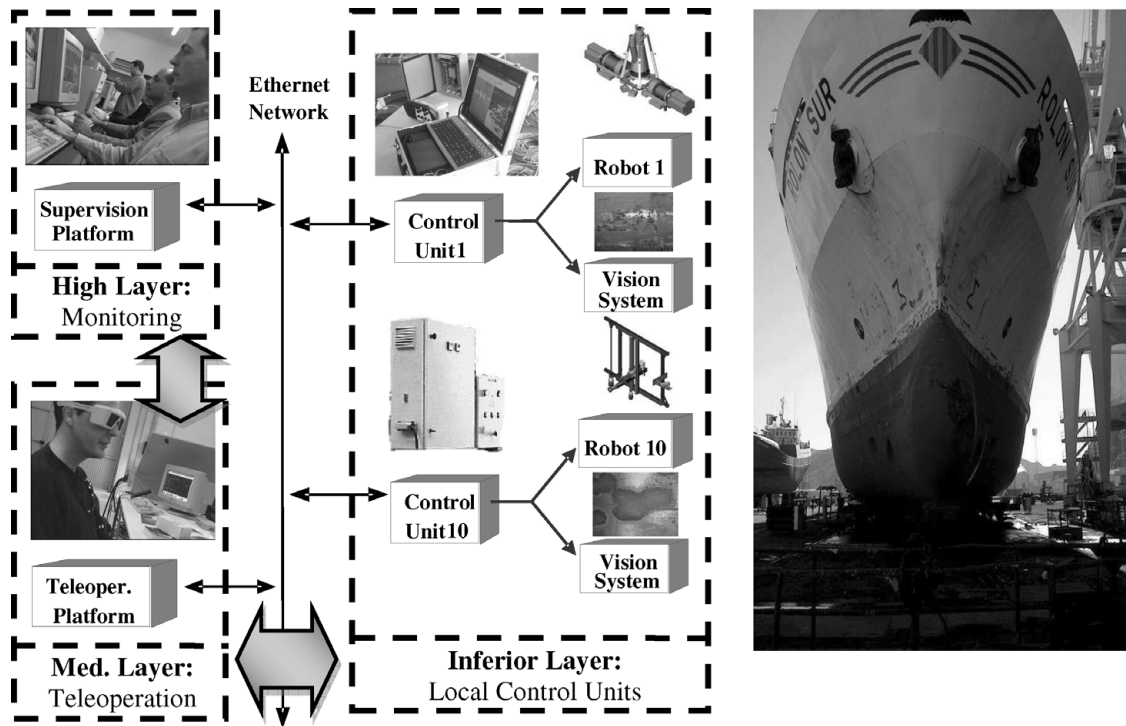 Ethernet
Network
Supervision
Platform
High Layer:
Monitoring
Teleoper.
Platform
Med. Layer:
Teleoperation
Robot 1
Control
Unit1
Vision
System
Robot 10
Control
Unit10
Vision
System
Inferior Layer:
Local Control Units
ROLON SUR
ROLON SUR